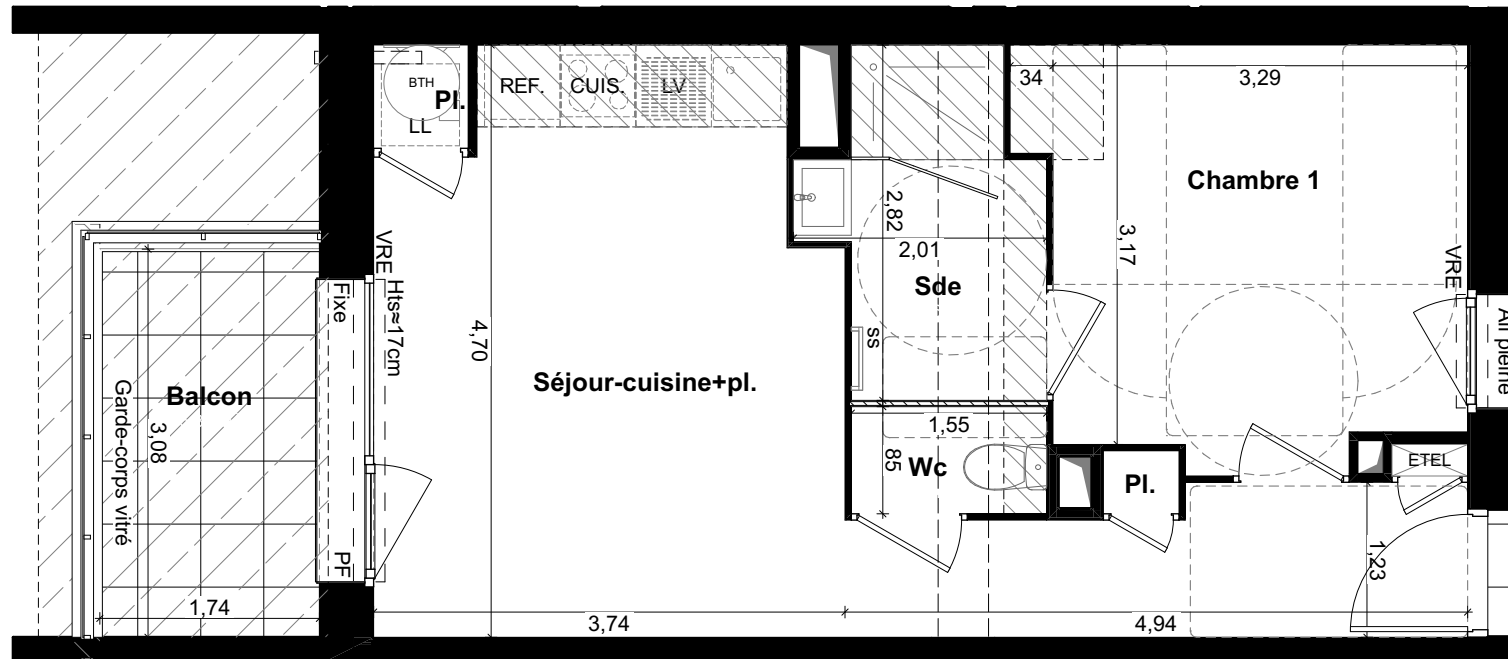 BTH
Pl.
LL
REF.
CUIS.
LV
34
3,29
Chambre 1
2,82
2,01
3,17
Sde
VRE
VRE
Hts≈17cm
Fixe
4,70
ss
All pleine
Balcon
Séjour-cuisine+pl.
Garde-corps vitré
3,08
1,55
85
Wc
Pl.
ETEL
PF
1,23
1,74
3,74
4,94